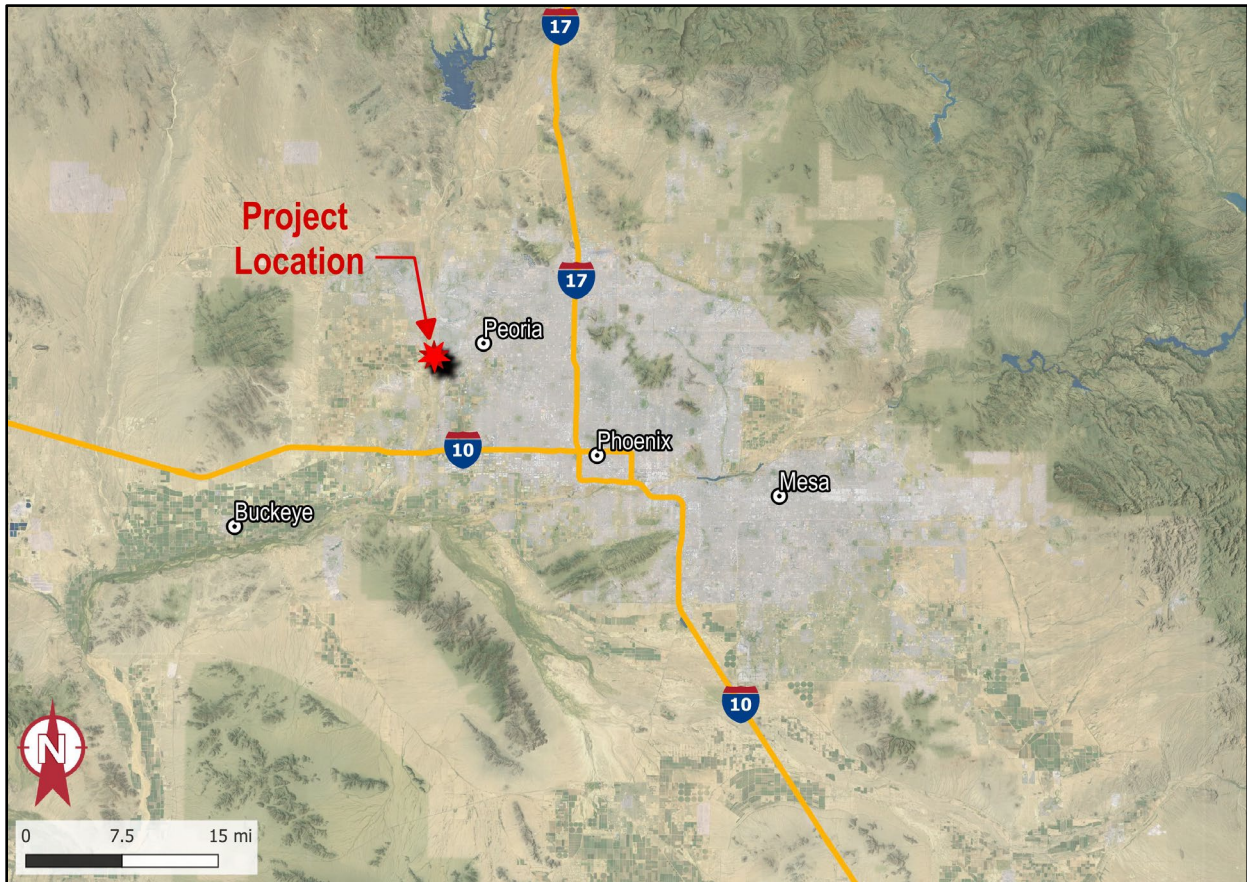 17
Project
Location
17
Peoria
10
Phoenix
Mesa
Buckeye
10
N
0 7.5 15 mi